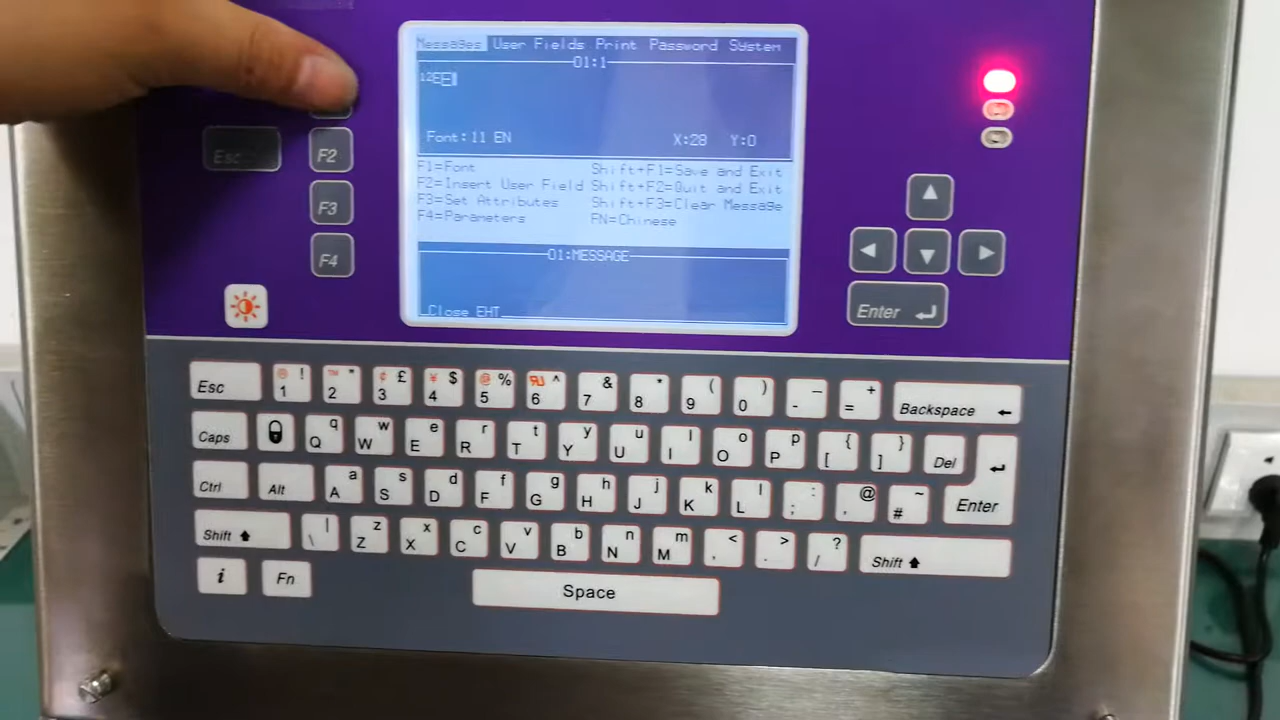 Messages User Fields Print Password System
01:1
12EE
Font:11 EN X:28 Y:0
F1=Font Shift+F1=Save and Exit
F2=Insert User Field Shift+F2=Quit and Exit
F3=Set Attributes Shift+F3=Clear Message
F4=Parameters FN=Chinese
01:MESSAGE
Close EHT
Esc
F2
F3
F4
Enter
Esc ! 1 " 2 £ 3 $ 4 % 5 ^ 6 & 7 * 8 ( 9 ) 0 _ - + = Backspace
Caps Q q W w E e R r T t Y y U u I I O o P p [ { ] } Del
Ctrl Alt A a S s D d F f G g H h J j K k L l ; : ' @ # ~ Enter
Shift \ | Z z X x C c V v B b N n M m , < . > / ? Shift
i Fn Space